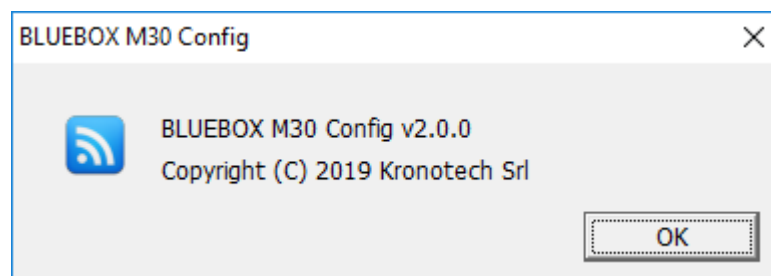 BLUEBOX M30 Config
BLUEBOX M30 Config v2.0.0
Copyright (C) 2019 Kronotech Srl
OK